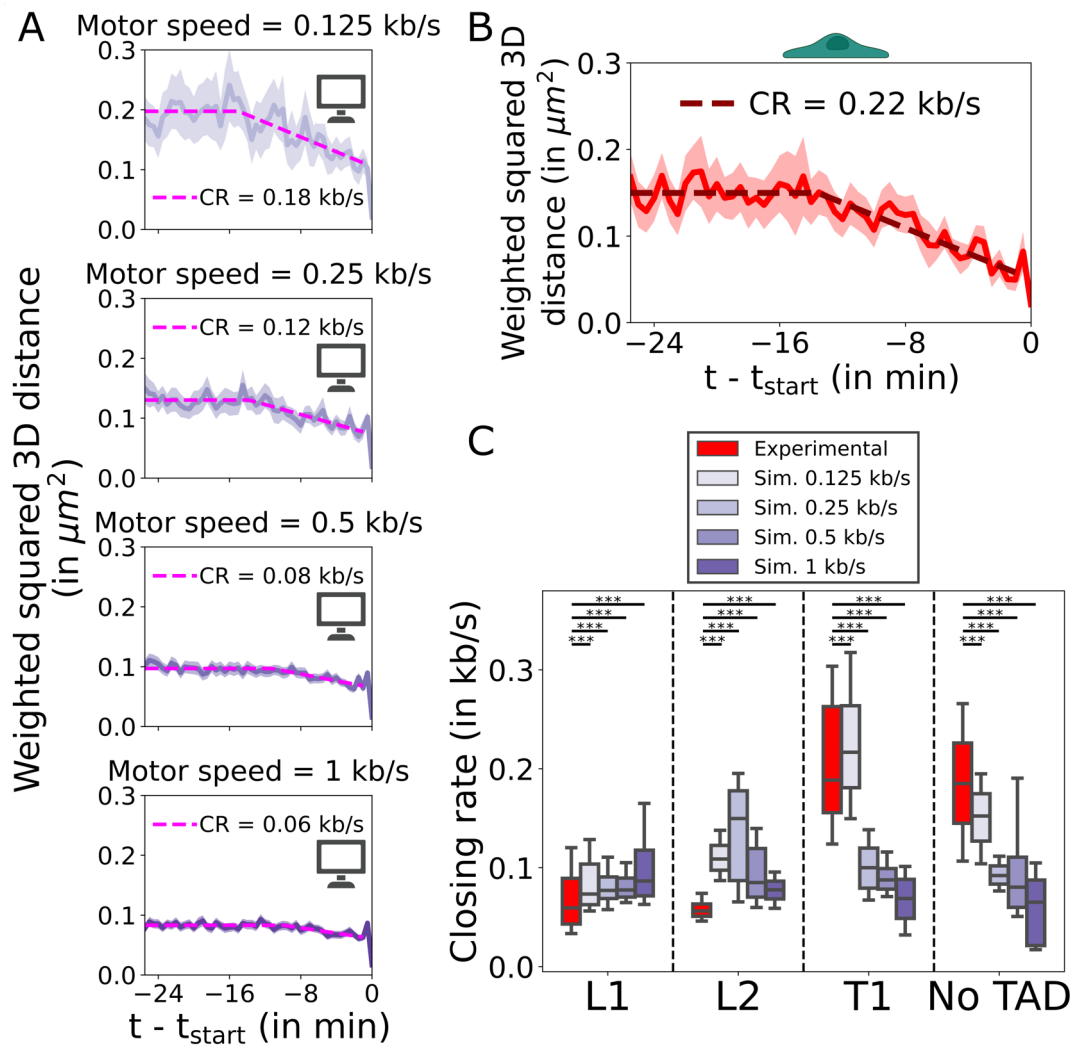 A
Weighted squared 3D distance
(in μm²)
Motor speed = 0.125 kb/s
0.3
0.2
0.1
0.0
CR = 0.18 kb/s
Motor speed = 0.25 kb/s
0.3
0.2
0.1
0.0
CR = 0.12 kb/s
Motor speed = 0.5 kb/s
0.3
0.2
0.1
0.0
CR = 0.08 kb/s
Motor speed = 1 kb/s
0.3
0.2
0.1
0.0
CR = 0.06 kb/s
−24 −16 −8 0
t - tstart (in min)
B
Weighted squared 3D
distance (in μm²)
0.3
0.2
0.1
0.0
CR = 0.22 kb/s
−24 −16 −8 0
t - tstart (in min)
C
Experimental
Sim. 0.125 kb/s
Sim. 0.25 kb/s
Sim. 0.5 kb/s
Sim. 1 kb/s
Closing rate (in kb/s)
0.3
0.2
0.1
0.0
*** *** *** ***
*** *** *** ***
*** *** *** ***
*** *** *** ***
L1 L2 T1 No TAD